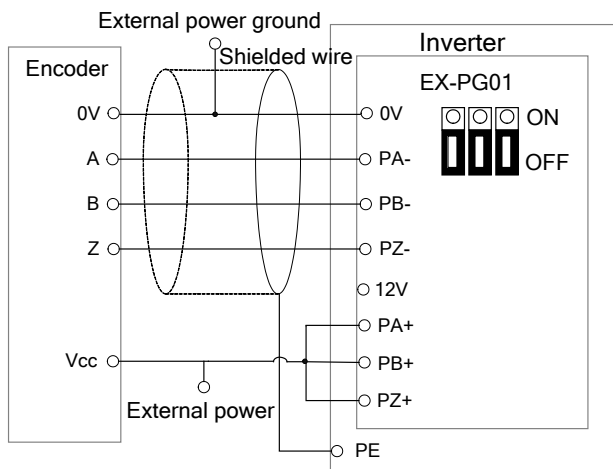 External power ground
Shielded wire
Inverter
Encoder
EX-PG01
0V
0V
ON
OFF
A
PA-
B
PB-
Z
PZ-
12V
PA+
Vcc
PB+
External power
PZ+
PE